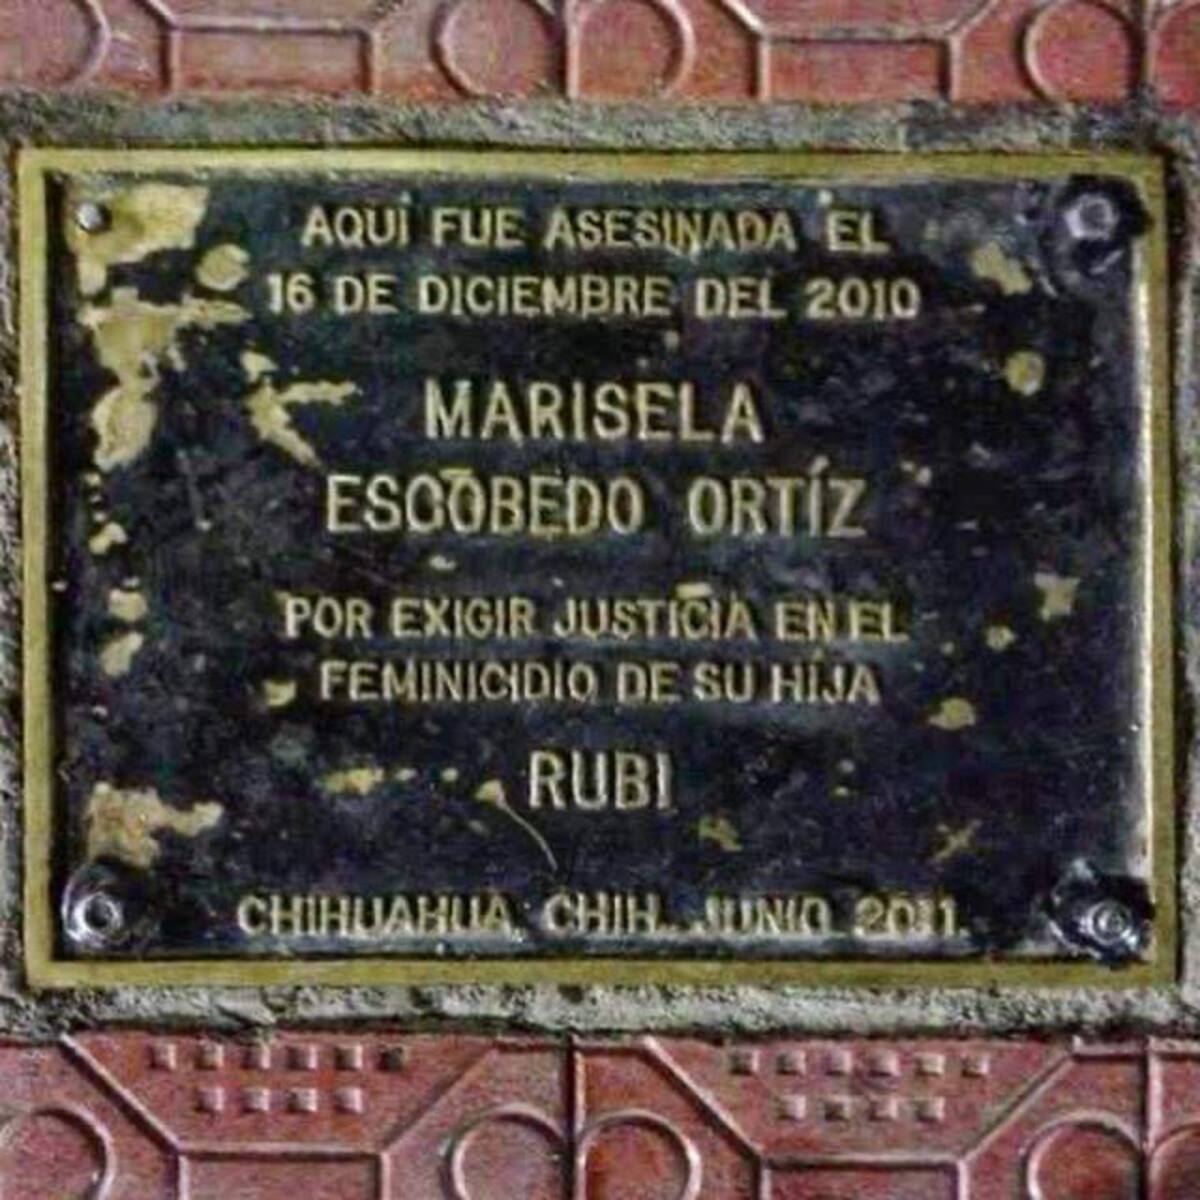 AQUÍ FUE ASESINADA EL
16 DE DICIEMBRE DEL 2010
MARISELA
ESCOBEDO ORTÍZ
POR EXIGIR JUSTICIA EN EL
FEMINICIDIO DE SU HIJA
RUBI
CHIHUAHUA, CHIH., JUNIO 2011.